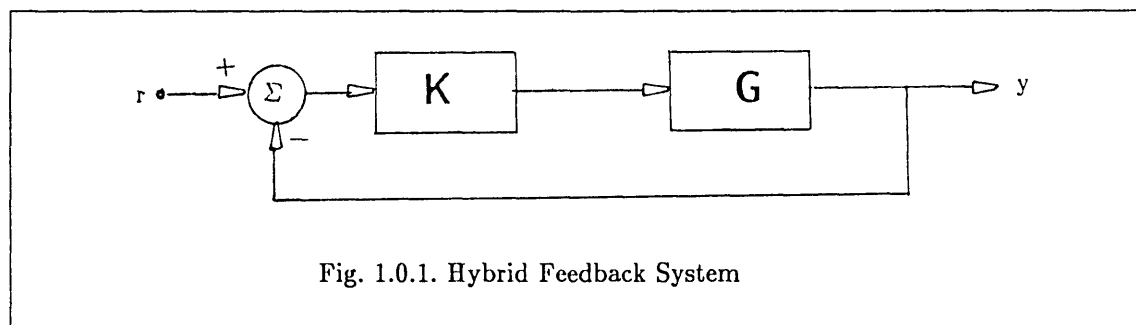 +
r Σ K G y
−
Fig. 1.0.1. Hybrid Feedback System